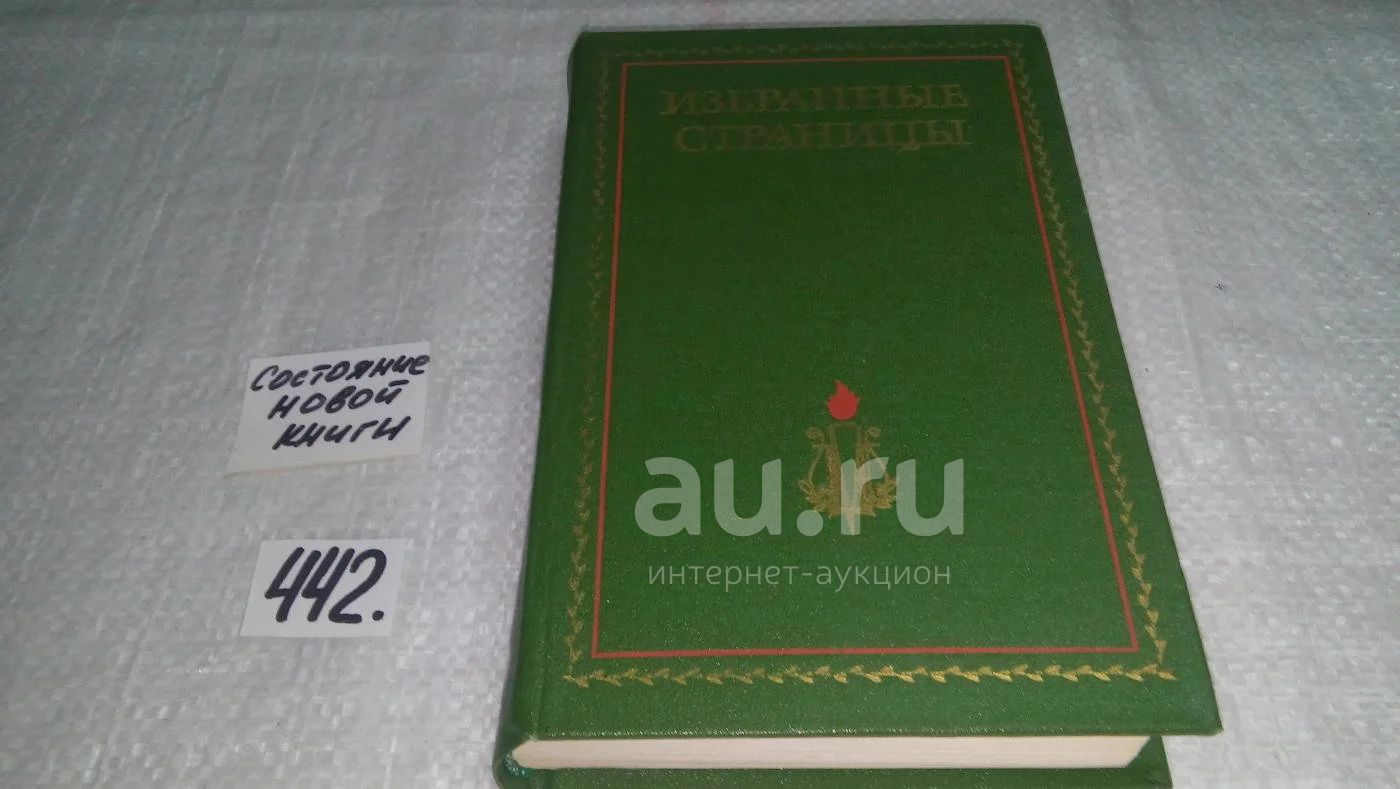 ИЗБРАННЫЕ
СТРАНИЦЫ
Состояние
новой
книги
442.
au.ru
интернет-аукцион